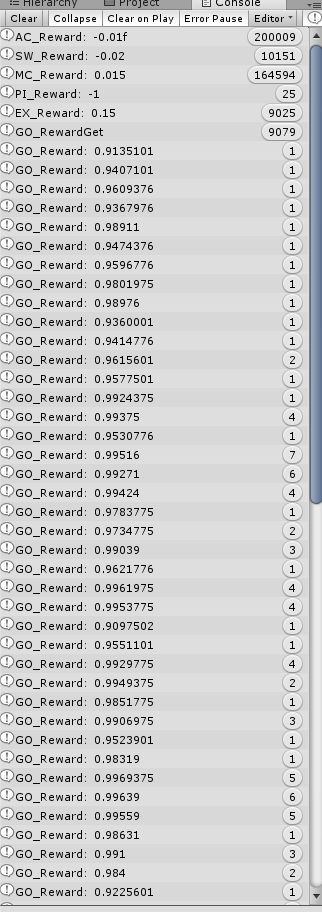 Hierarchy Project Console
Clear Collapse Clear on Play Error Pause Editor
AC_Reward: -0.01f 200009
SW_Reward: -0.02 10151
MC_Reward: 0.015 164594
PI_Reward: -1 25
EX_Reward: 0.15 9025
GO_RewardGet 9079
GO_Reward: 0.9135101 1
GO_Reward: 0.9407101 1
GO_Reward: 0.9609376 1
GO_Reward: 0.9367976 1
GO_Reward: 0.98911 1
GO_Reward: 0.9474376 1
GO_Reward: 0.9596776 1
GO_Reward: 0.9801975 1
GO_Reward: 0.98976 1
GO_Reward: 0.9360001 1
GO_Reward: 0.9414776 1
GO_Reward: 0.9615601 2
GO_Reward: 0.9577501 1
GO_Reward: 0.9924375 1
GO_Reward: 0.99375 4
GO_Reward: 0.9530776 1
GO_Reward: 0.99516 7
GO_Reward: 0.99271 6
GO_Reward: 0.99424 4
GO_Reward: 0.9783775 1
GO_Reward: 0.9734775 2
GO_Reward: 0.99039 3
GO_Reward: 0.9621776 1
GO_Reward: 0.9961975 4
GO_Reward: 0.9953775 4
GO_Reward: 0.9097502 1
GO_Reward: 0.9551101 1
GO_Reward: 0.9929775 4
GO_Reward: 0.9949375 2
GO_Reward: 0.9851775 1
GO_Reward: 0.9906975 3
GO_Reward: 0.9523901 1
GO_Reward: 0.98319 1
GO_Reward: 0.9969375 5
GO_Reward: 0.99639 6
GO_Reward: 0.99559 5
GO_Reward: 0.98631 1
GO_Reward: 0.991 3
GO_Reward: 0.984 2
GO_Reward: 0.9225601 1